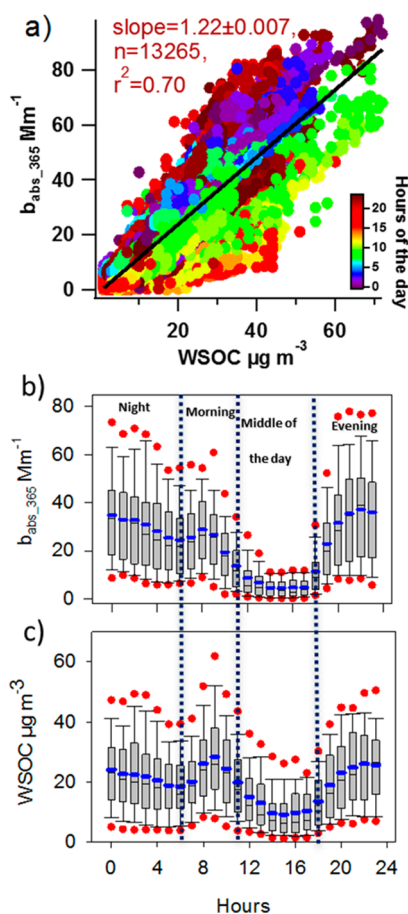 a)
slope=1.22±0.007,
n=13265,
r²=0.70
80
60
40
20
0
b_abs_365 Mm⁻¹
20 40 60
WSOC µg m⁻³
20
15
10
5
0
Hours of the day
b)
Night Morning Middle of the day Evening
80
60
40
20
0
b_abs_365 Mm⁻¹
c)
60
40
20
0
WSOC µg m⁻³
0 4 8 12 16 20 24
Hours